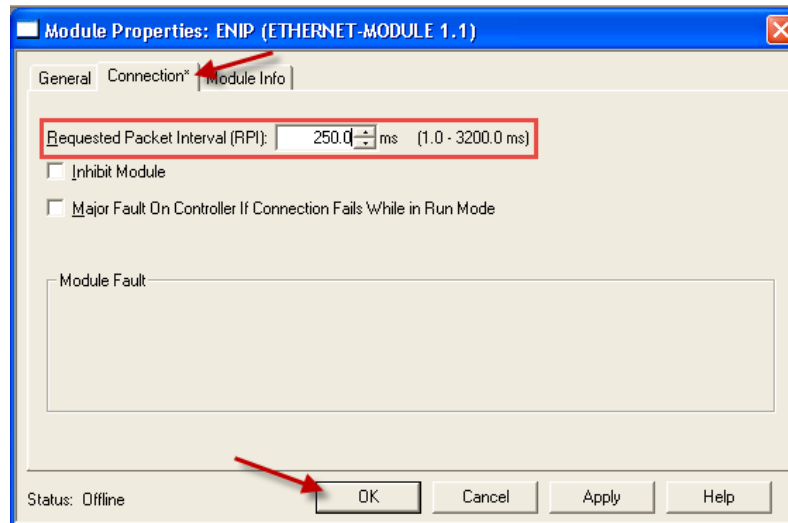 Module Properties: ENIP (ETHERNET-MODULE 1.1)
General Connection* Module Info
Requested Packet Interval (RPI): 250.0 ms (1.0 - 3200.0 ms)
Inhibit Module
Major Fault On Controller If Connection Fails While in Run Mode
Module Fault
Status: Offline OK Cancel Apply Help